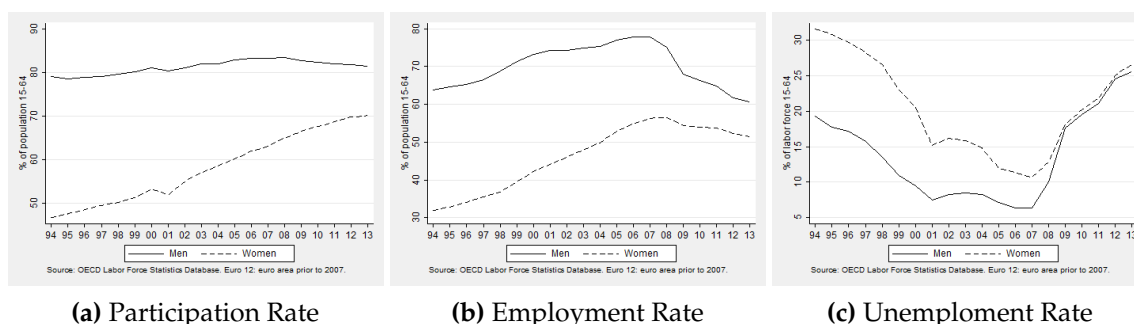 % of population 15-64
90
80
70
60
50
94 95 96 97 98 99 00 01 02 03 04 05 06 07 08 09 10 11 12 13
Men Women
Source: OECD Labor Force Statistics Database. Euro 12: euro area prior to 2007.
(a) Participation Rate
% of population 15-64
80
70
60
50
40
30
94 95 96 97 98 99 00 01 02 03 04 05 06 07 08 09 10 11 12 13
Men Women
Source: OECD Labor Force Statistics Database. Euro 12: euro area prior to 2007.
(b) Employment Rate
% of labor force 15-64
30
25
20
15
10
5
94 95 96 97 98 99 00 01 02 03 04 05 06 07 08 09 10 11 12 13
Men Women
Source: OECD Labor Force Statistics Database. Euro 12: euro area prior to 2007.
(c) Unemploment Rate